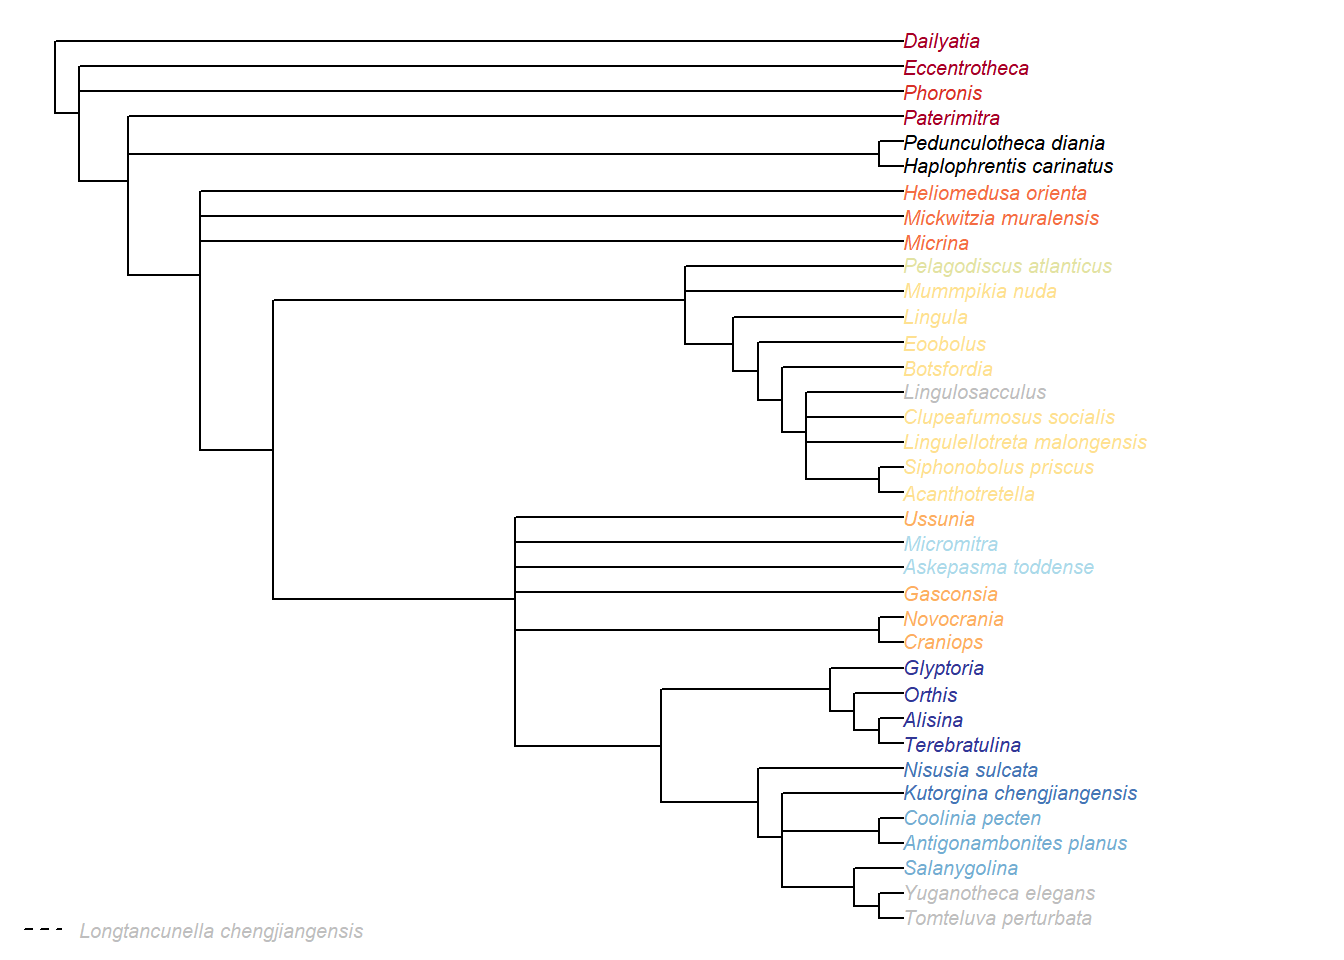 Dailyatia
Eccentrotheca
Phoronis
Paterimitra
Pedunculotheca diania
Haplophrentis carinatus
Heliomedusa orienta
Mickwitzia muralensis
Micrina
Pelagodiscus atlanticus
Mummpikia nuda
Lingula
Eoobolus
Botsfordia
Lingulosacculus
Clupeafumosus socialis
Lingulellotreta malongensis
Siphonobolus priscus
Acanthotretella
Ussunia
Micromitra
Askepasma toddense
Gasconsia
Novocrania
Craniops
Glyptoria
Orthis
Alisina
Terebratulina
Nisusia sulcata
Kutorgina chengjiangensis
Coolinia pecten
Antigonambonites planus
Salanygolina
Yuganotheca elegans
Tomteluva perturbata
Longtancunella chengjiangensis